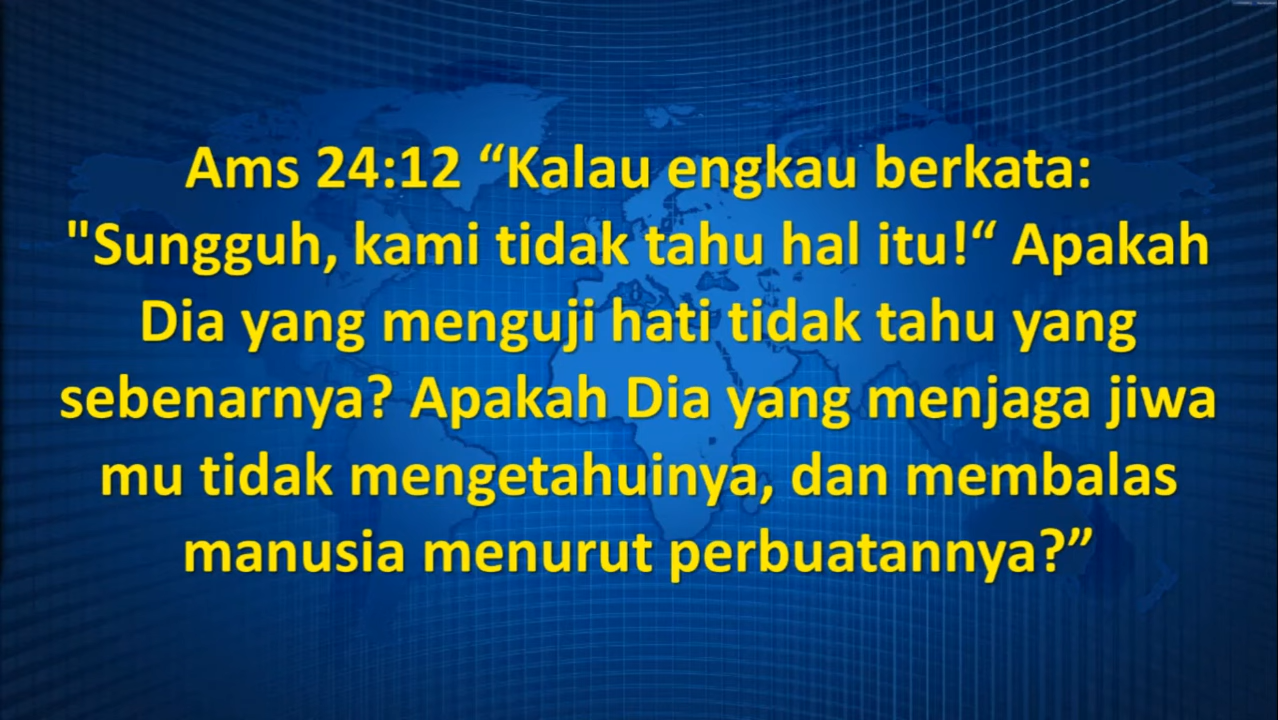 Ams 24:12 “Kalau engkau berkata:
"Sungguh, kami tidak tahu hal itu!“ Apakah
Dia yang menguji hati tidak tahu yang
sebenarnya? Apakah Dia yang menjaga jiwa
mu tidak mengetahuinya, dan membalas
manusia menurut perbuatannya?”